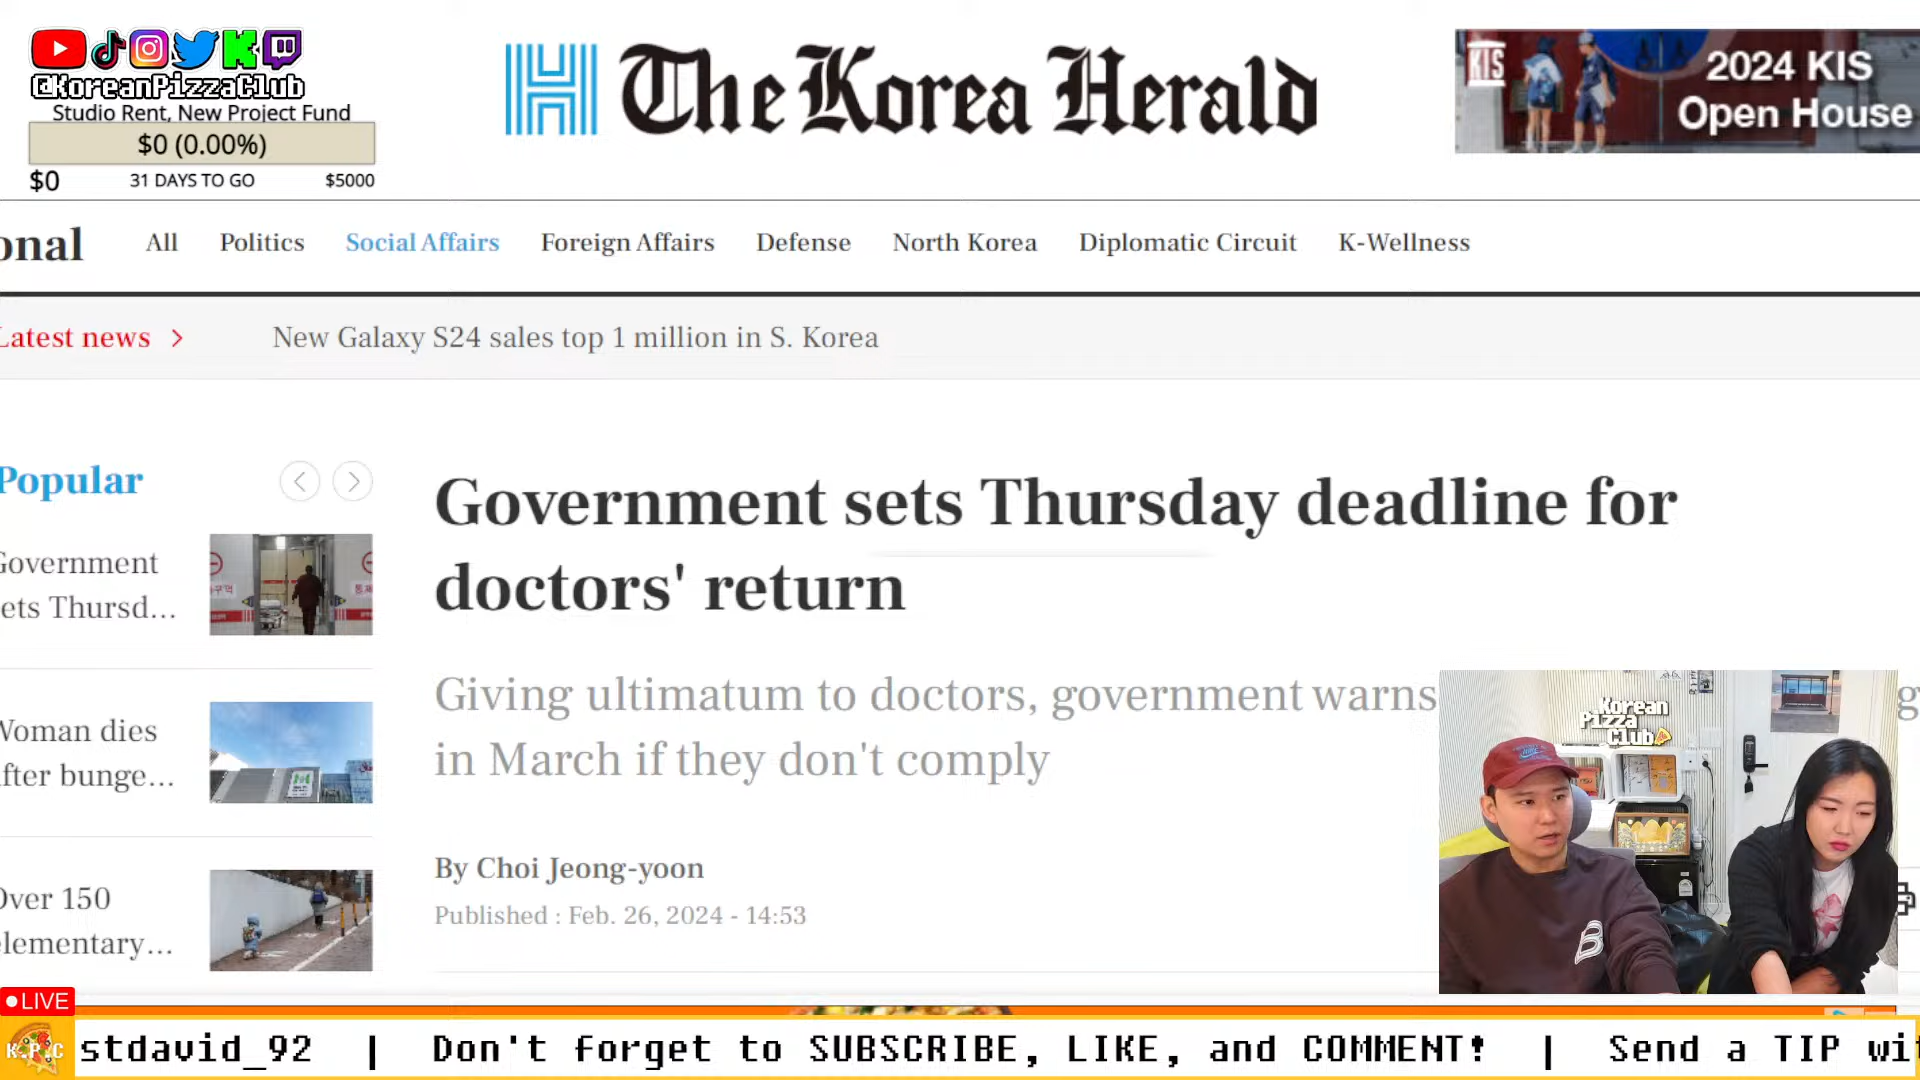 @KoreanPizzaClub
Studio Rent, New Project Fund
$0 (0.00%)
$0 31 DAYS TO GO $5000
The Korea Herald
KIS
2024 KIS
Open House
onal All Politics Social Affairs Foreign Affairs Defense North Korea Diplomatic Circuit K-Wellness
Latest news New Galaxy S24 sales top 1 million in S. Korea
Popular
Government
ets Thursd...
Woman dies
after bunge...
Over 150
elementary...
Government sets Thursday deadline for
doctors' return
Giving ultimatum to doctors, government warns
in March if they don't comply
By Choi Jeong-yoon
Published : Feb. 26, 2024 - 14:53
Korean
Pizza
Club
LIVE
K.P.C stdavid_92 | Don't forget to SUBSCRIBE, LIKE, and COMMENT! | Send a TIP wit